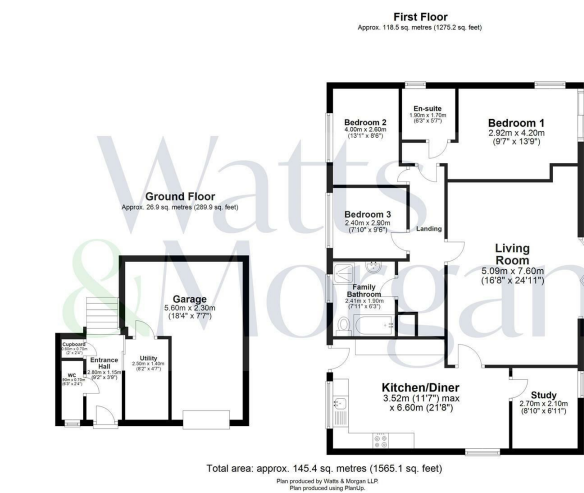 First Floor
Approx. 118.5 sq. metres (1275.2 sq. feet)
En-suite
1.90m x 1.70m
(6'3" x 5'7")
Bedroom 2
4.00m x 2.60m
(13'1" x 8'6")
Bedroom 1
2.92m x 4.20m
(9'7" x 13'9")
Watts
& Morgan
Ground Floor
Approx. 26.9 sq. metres (289.9 sq. feet)
Bedroom 3
2.40m x 2.90m
(7'10" x 9'6")
Landing
Living
Room
5.09m x 7.60m
(16'8" x 24'11")
Family
Bathroom
2.41m x 1.90m
(7'11" x 6'3")
Garage
5.60m x 2.30m
(18'4" x 7'7")
Cupboard
Entrance
Hall
2.80m x 1.15m
(9'2" x 3'9")
Utility
2.50m x 1.40m
(8'2" x 4'7")
WC
Kitchen/Diner
3.52m (11'7") max
x 6.60m (21'8")
Study
2.70m x 2.10m
(8'10" x 6'11")
Total area: approx. 145.4 sq. metres (1565.1 sq. feet)
Plan produced by Watts & Morgan LLP.
Plan produced using PlanUp.